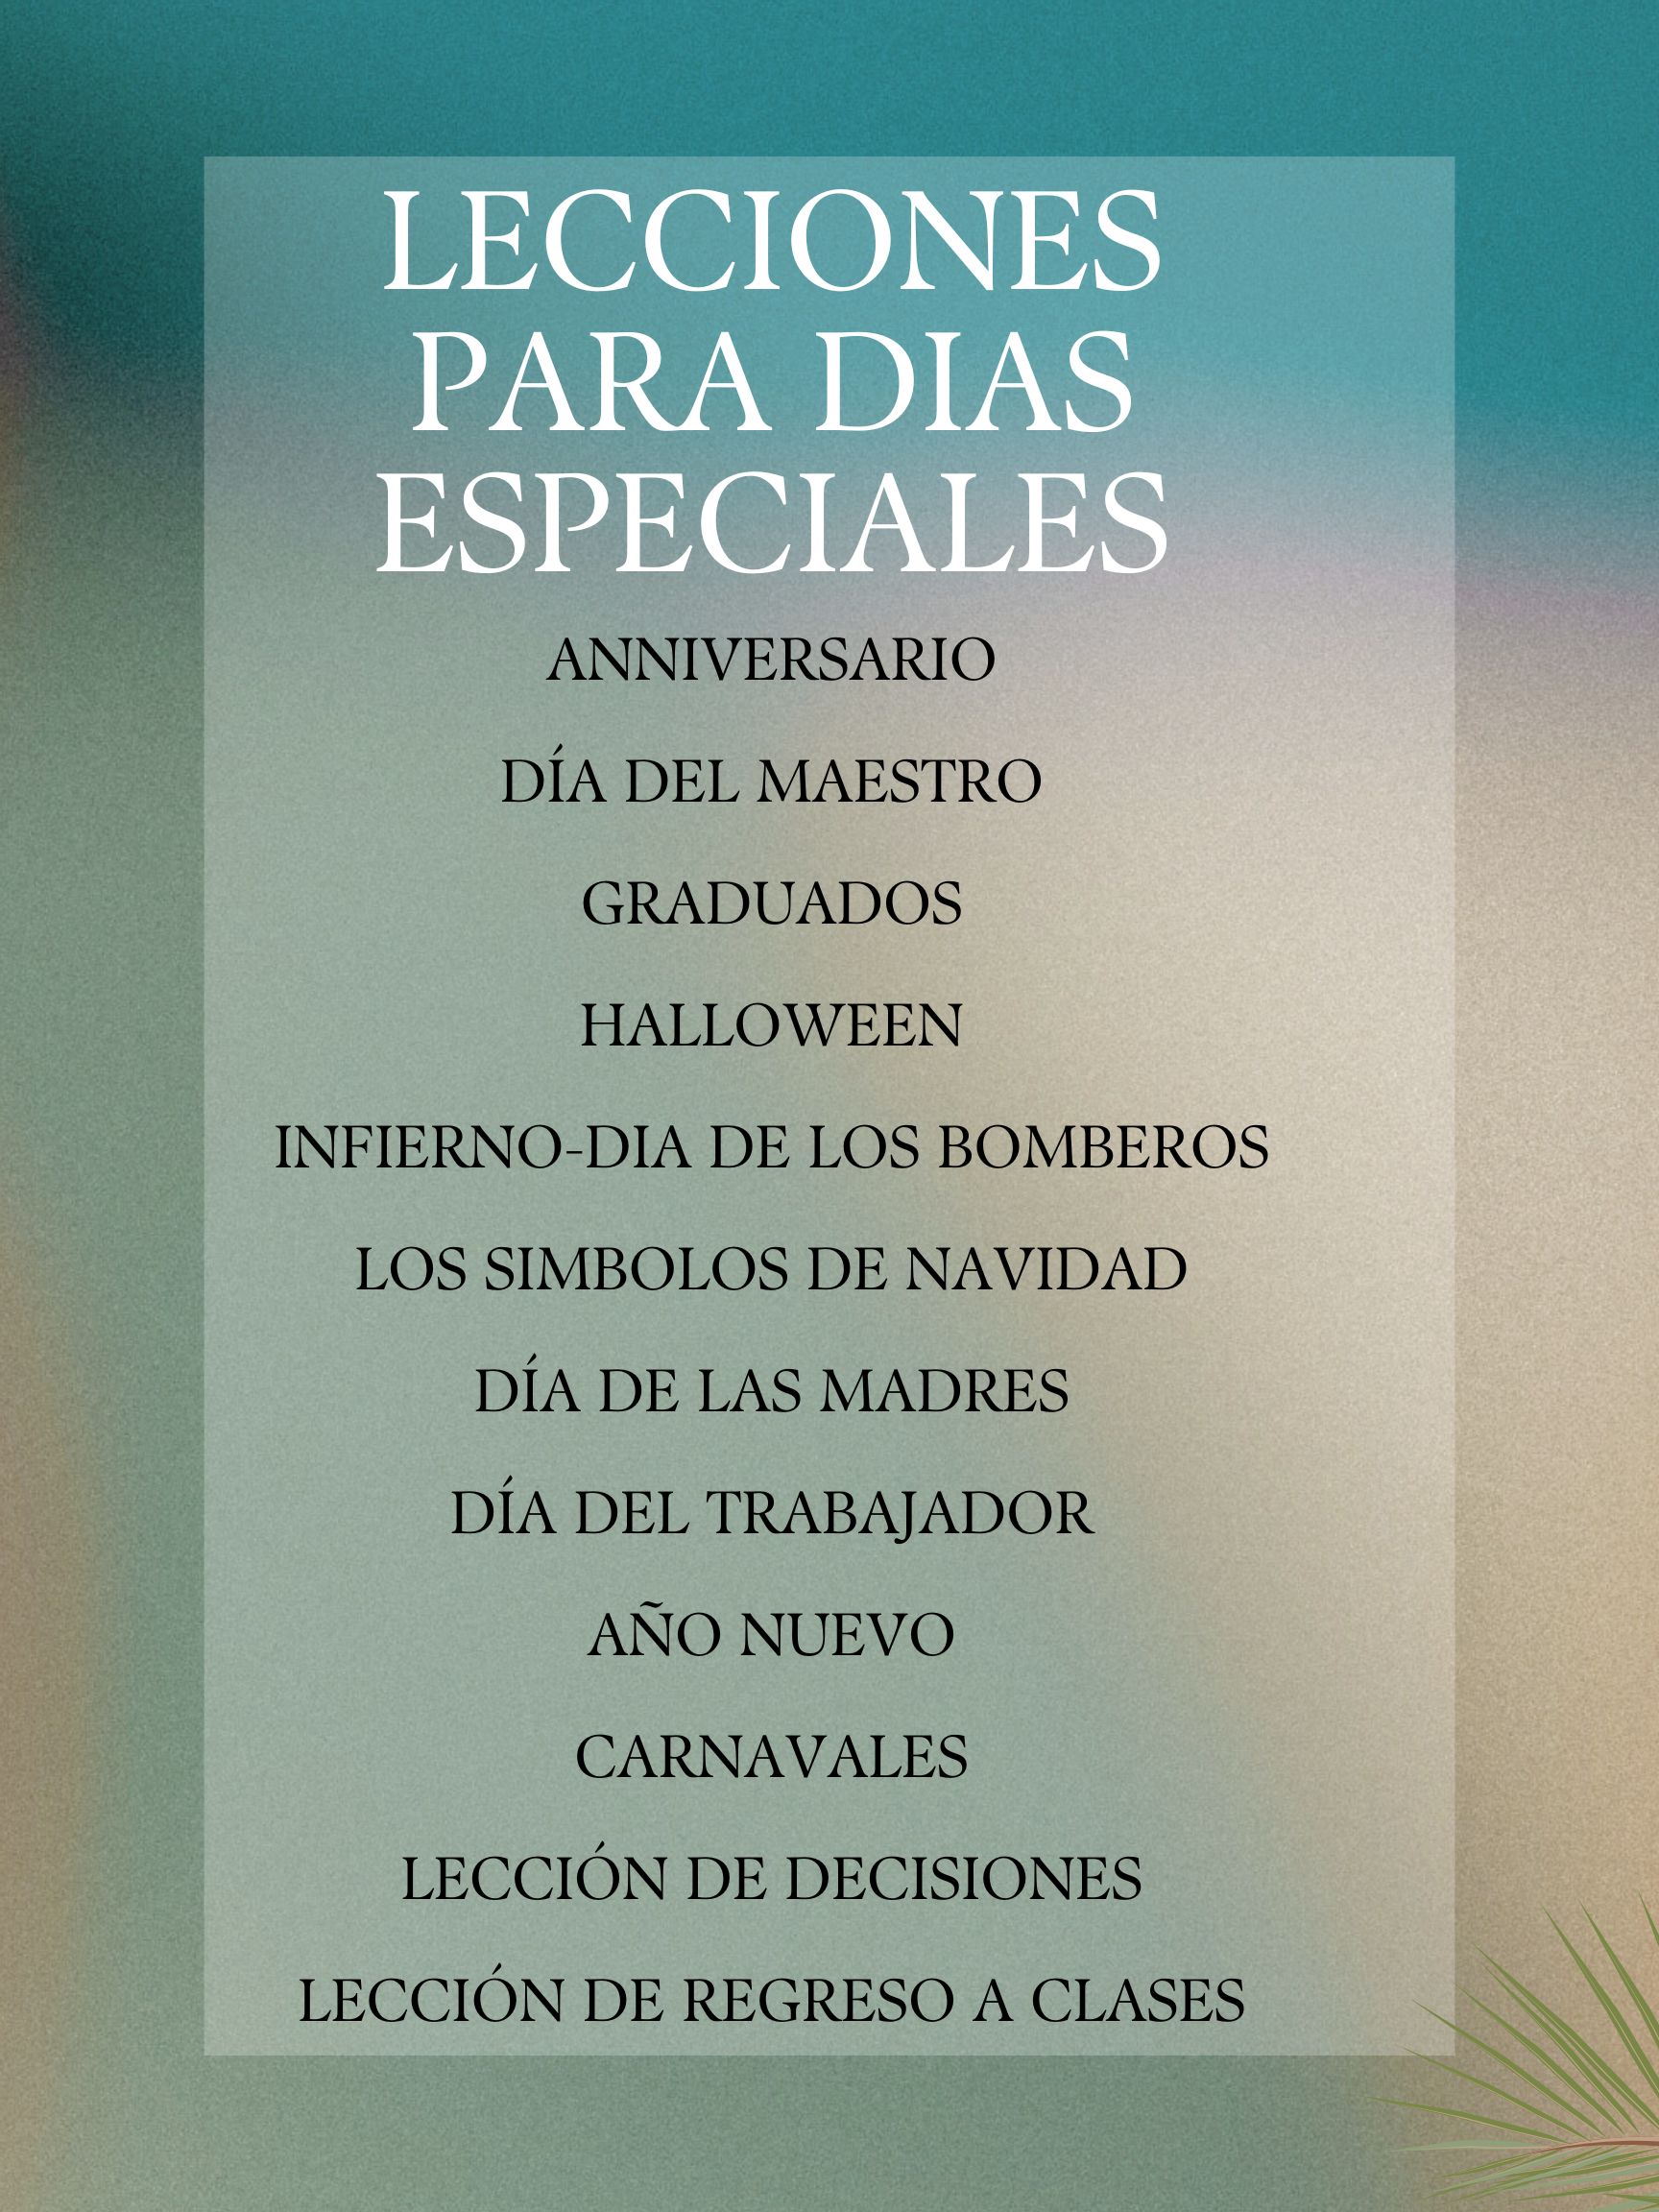 LECCIONES
PARA DIAS
ESPECIALES
ANNIVERSARIO
DÍA DEL MAESTRO
GRADUADOS
HALLOWEEN
INFIERNO-DIA DE LOS BOMBEROS
LOS SIMBOLOS DE NAVIDAD
DÍA DE LAS MADRES
DÍA DEL TRABAJADOR
AÑO NUEVO
CARNAVALES
LECCIÓN DE DECISIONES
LECCIÓN DE REGRESO A CLASES